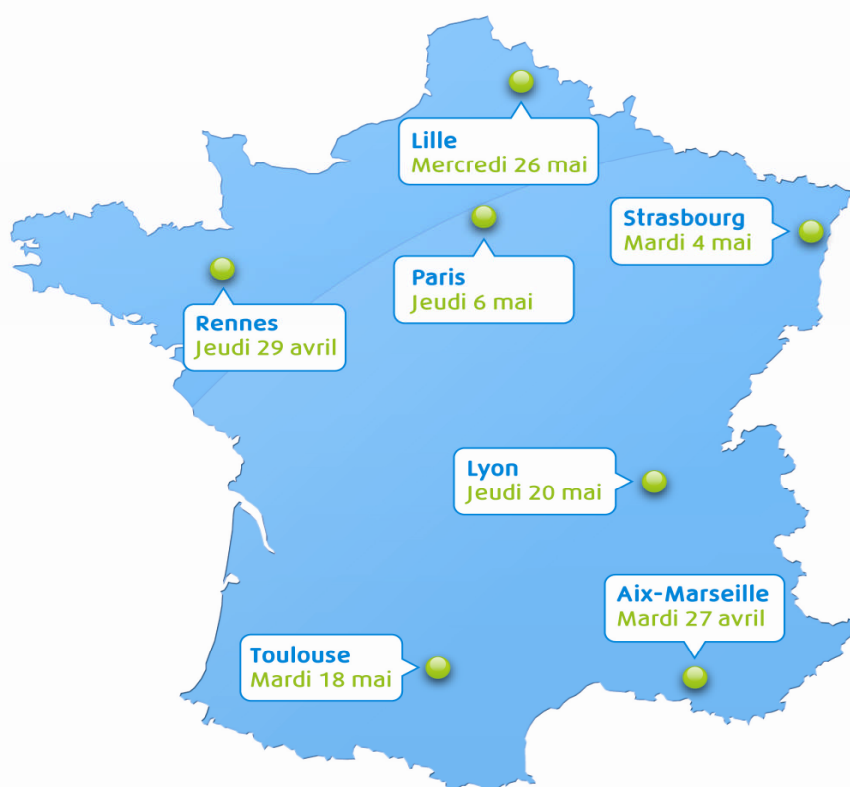 Lille
Mercredi 26 mai
Strasbourg
Mardi 4 mai
Paris
Jeudi 6 mai
Rennes
Jeudi 29 avril
Lyon
Jeudi 20 mai
Aix-Marseille
Mardi 27 avril
Toulouse
Mardi 18 mai